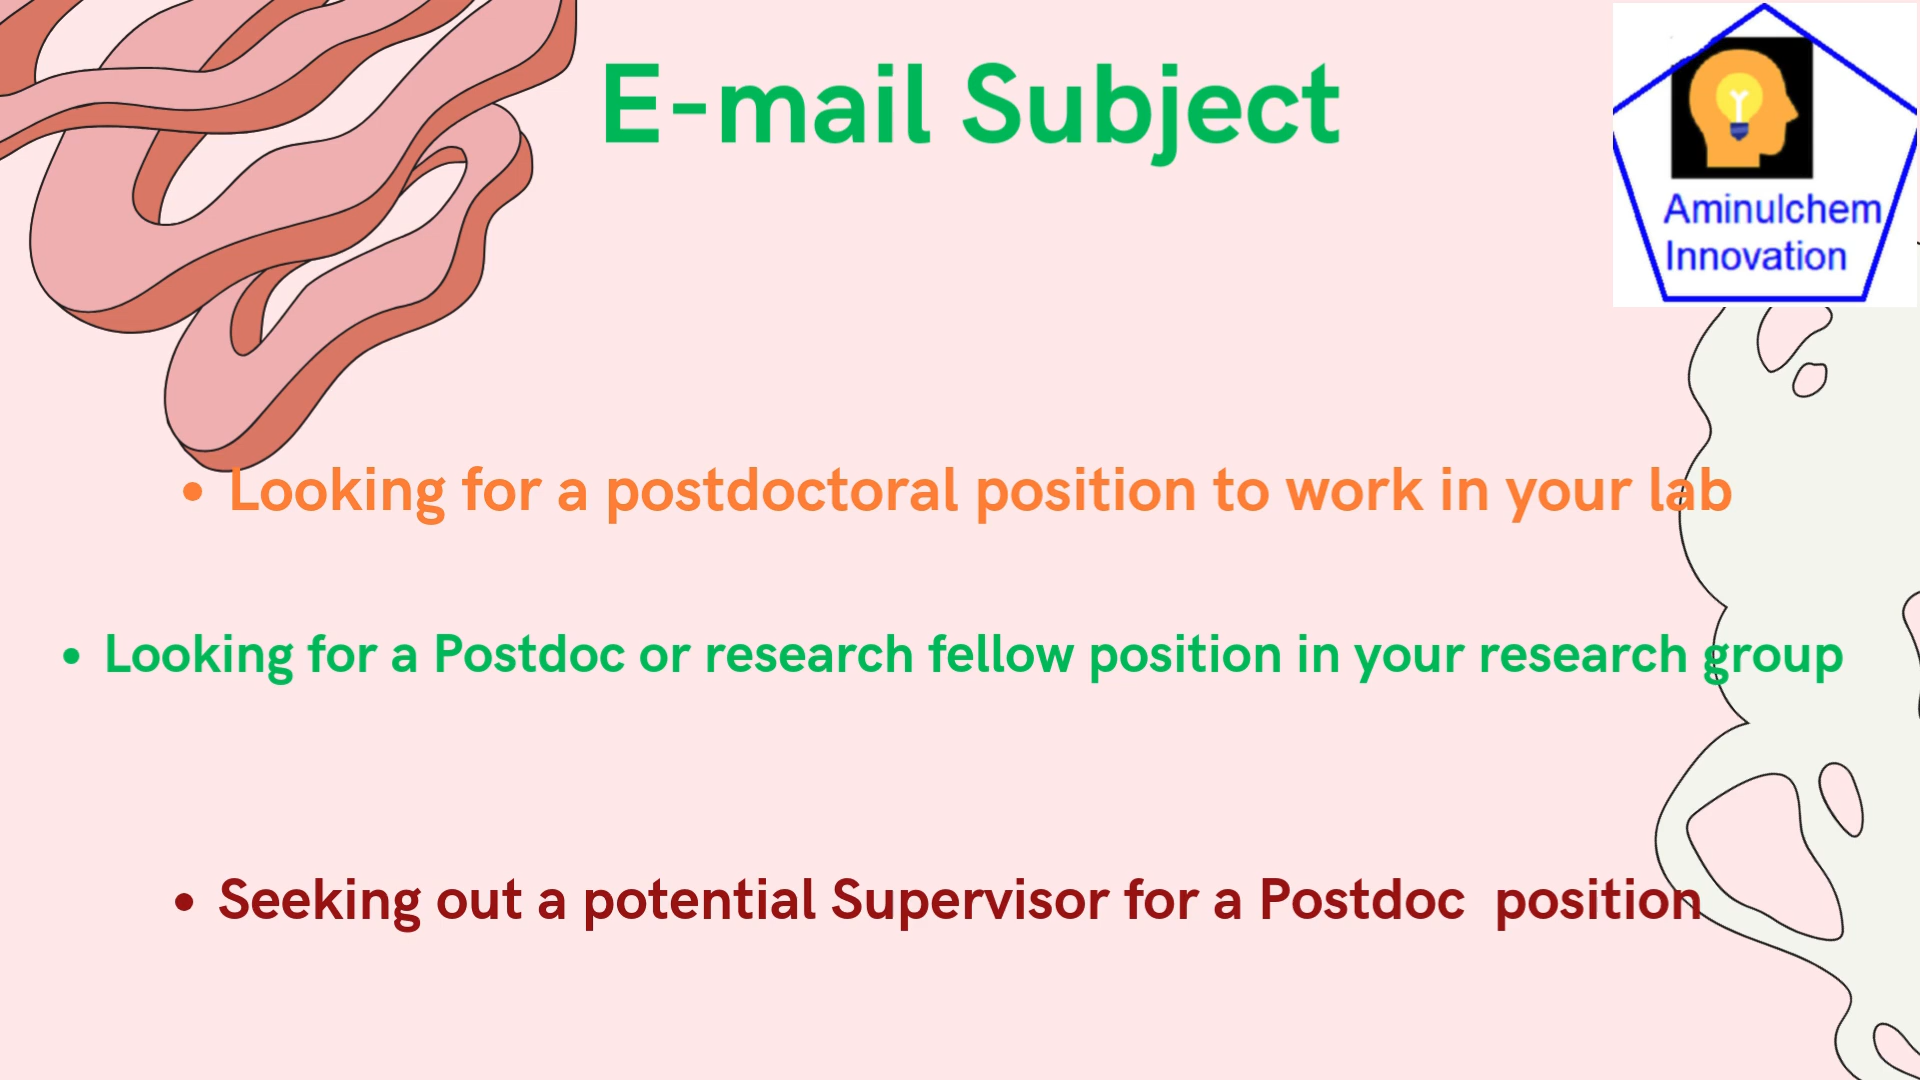 E-mail Subject
Aminulchem
Innovation
• Looking for a postdoctoral position to work in your lab
• Looking for a Postdoc or research fellow position in your research group
• Seeking out a potential Supervisor for a Postdoc  position